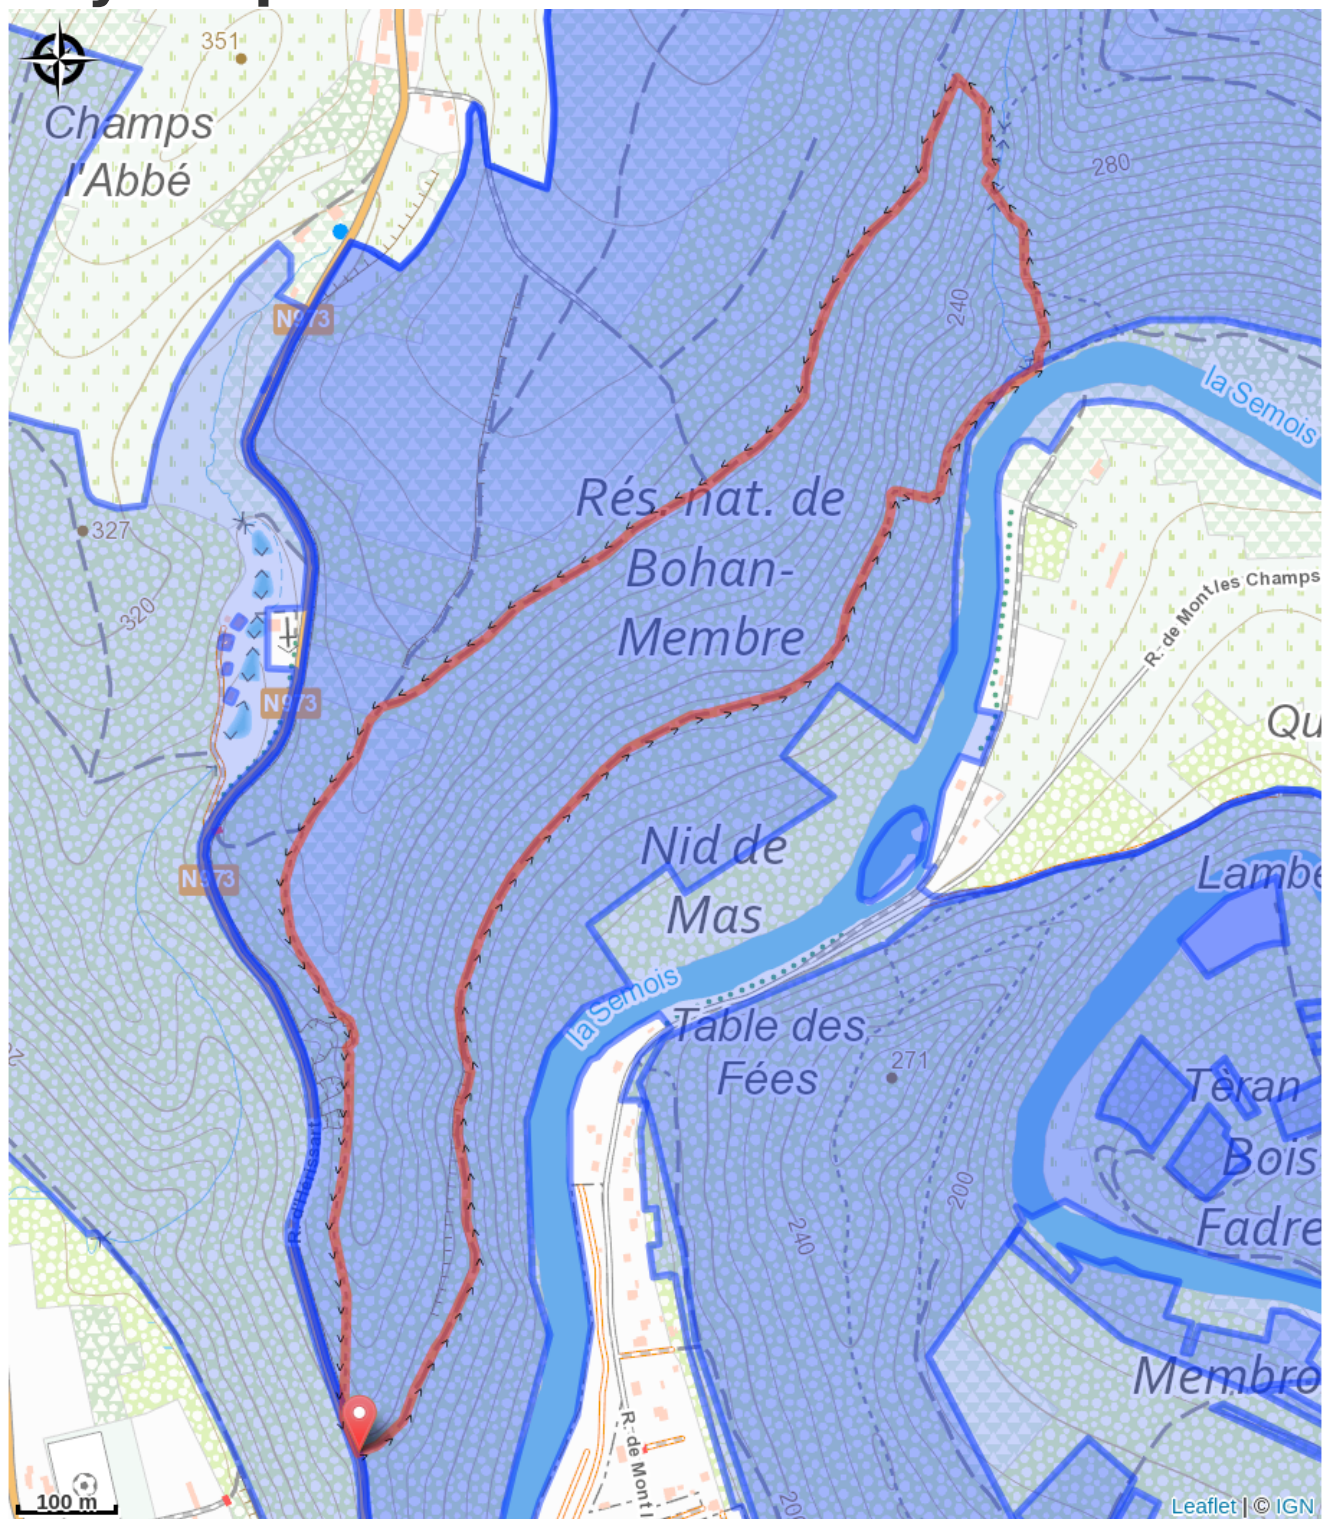 351
Champs
l'Abbé
280
N973
240
la Semois
Rés. nat. de
Bohan-
Membre
327
320
R. de Mont les Champs
N973
Qu
Nid de
Mas
N973
Lambe
la Semois
Table des
Fées
271
Téran
Bois
Fadre
R. d'Herissart
200
240
Membre
R. de Mont l
100 m
Leaflet | © IGN